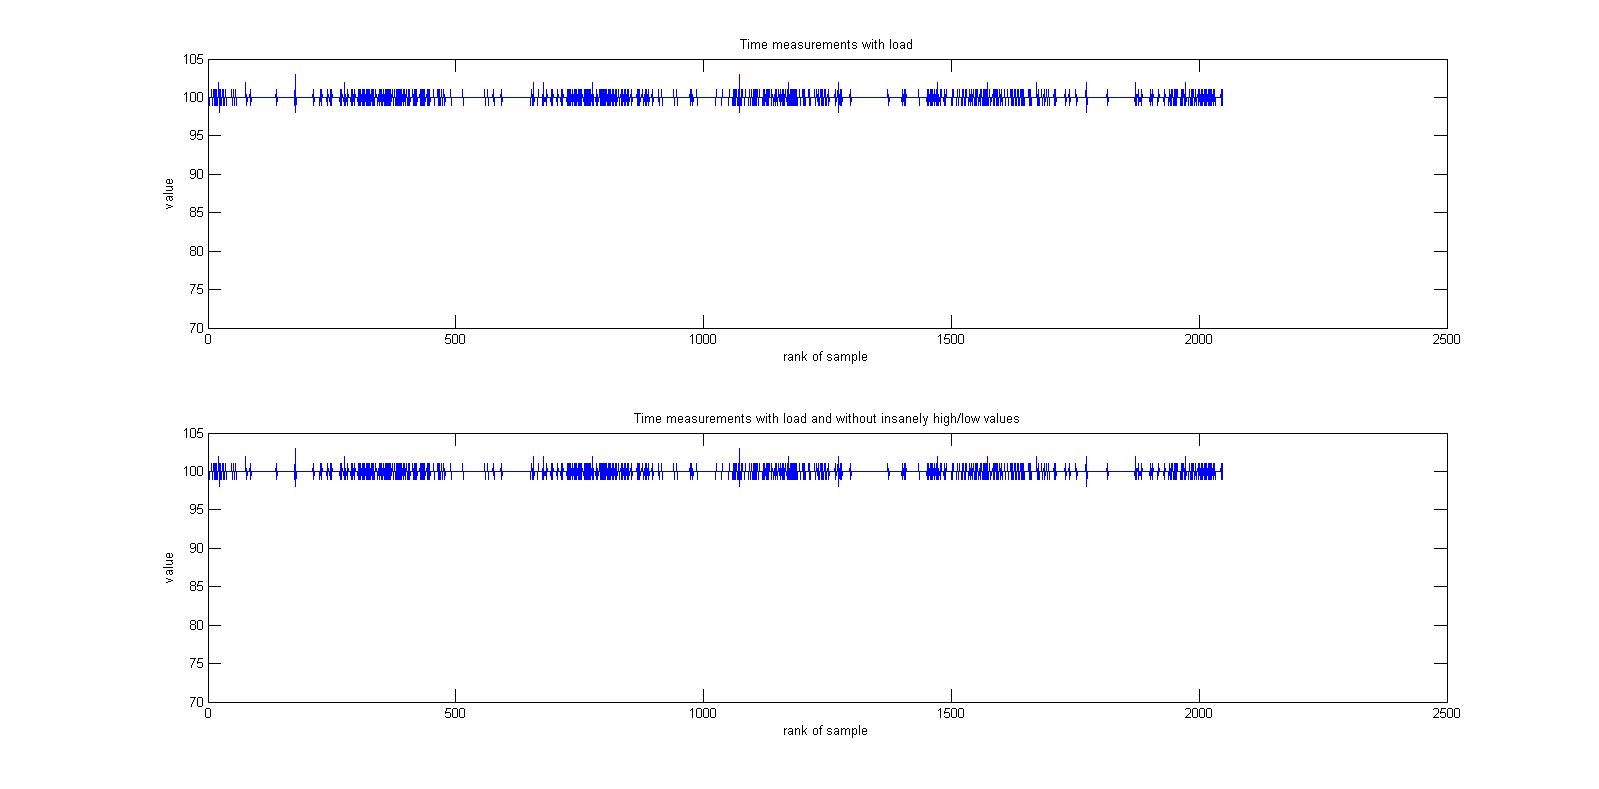 Time measurements with load
105
100
95
90
85
80
75
70
value
0 500 1000 1500 2000 2500
rank of sample
Time measurements with load and without insanely high/low values
105
100
95
90
85
80
75
70
value
0 500 1000 1500 2000 2500
rank of sample